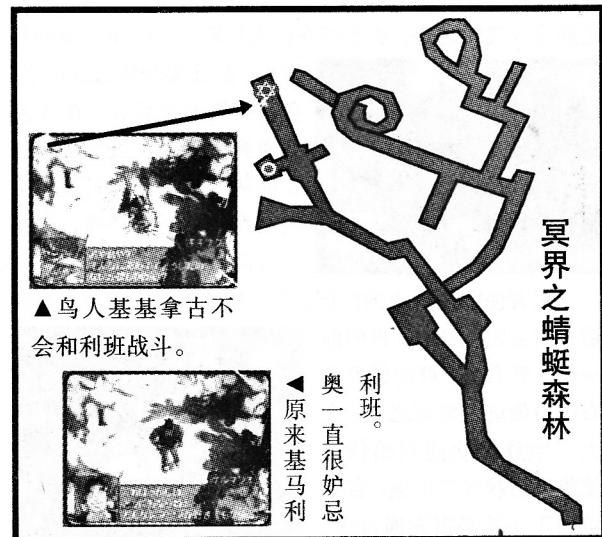 冥界之蜻蜓森林
▲鸟人基基拿古不
会和利班战斗。
◀原来基马利
奥一直很妒忌
利班。